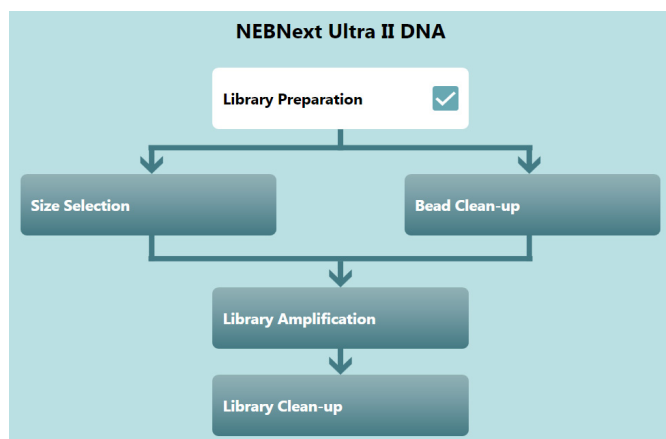 NEBNext Ultra II DNA
Library Preparation
Size Selection
Bead Clean-up
Library Amplification
Library Clean-up